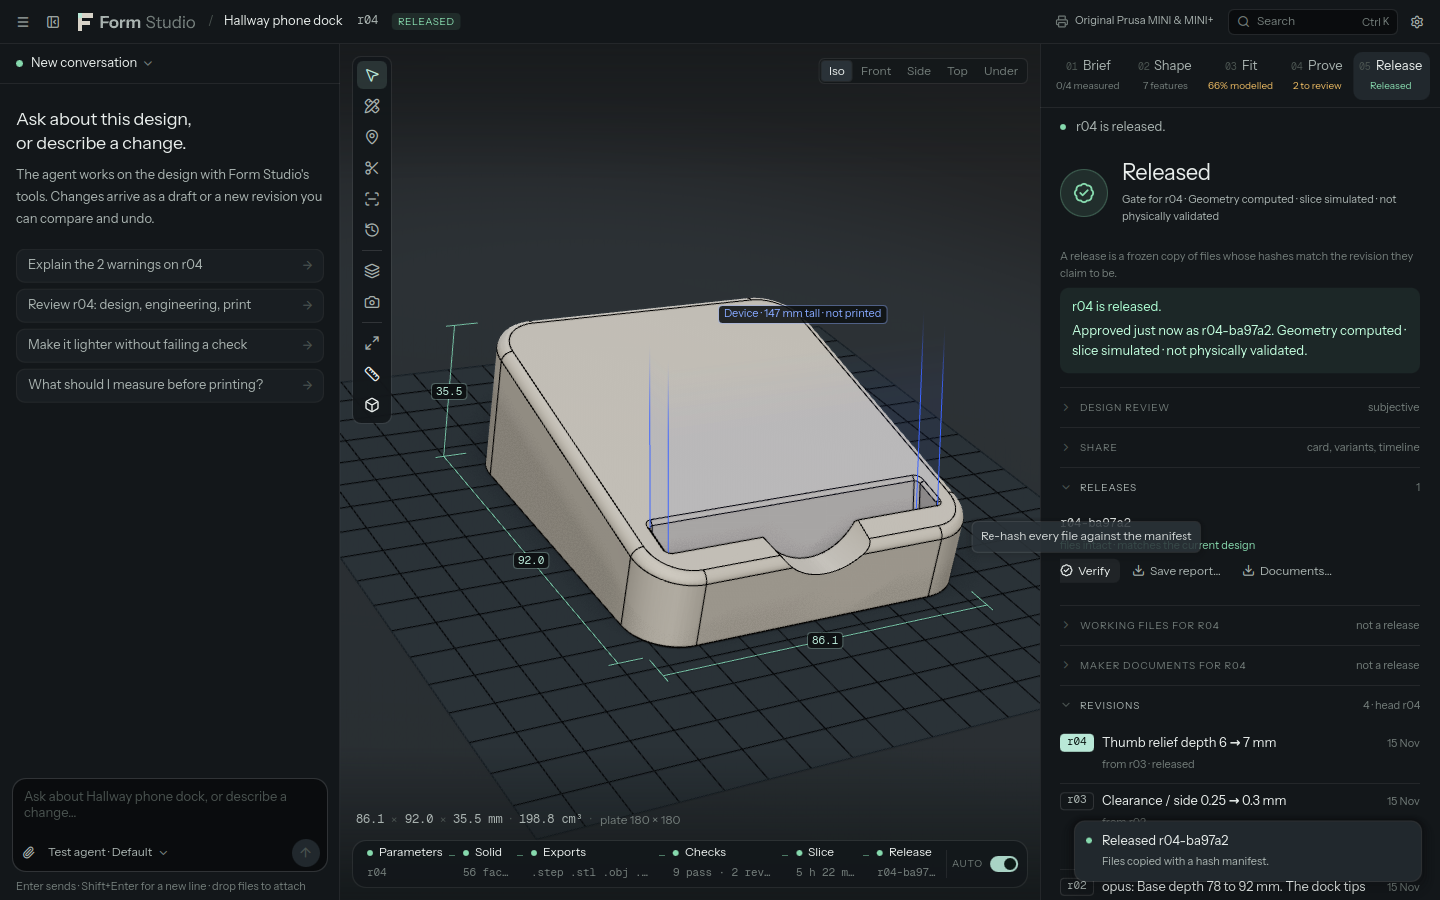 Form Studio / Hallway phone dock r04 RELEASED
Original Prusa MINI & MINI+
Search Ctrl K
New conversation
Ask about this design,
or describe a change.
The agent works on the design with Form Studio's
tools. Changes arrive as a draft or a new revision you
can compare and undo.
Explain the 2 warnings on r04
Review r04: design, engineering, print
Make it lighter without failing a check
What should I measure before printing?
Ask about Hallway phone dock, or describe a
change…
Test agent · Default
Enter sends · Shift+Enter for a new line · drop files to attach
Iso Front Side Top Under
Device · 147 mm tall · not printed
35.5
92.0
86.1
86.1 × 92.0 × 35.5 mm · 198.8 cm³ · plate 180 × 180
Parameters Solid Exports Checks Slice Release
r04 56 fac… .step .stl .obj … 9 pass · 2 rev… 5 h 22 m… r04-ba97…
AUTO
01 Brief 02 Shape 03 Fit 04 Prove 05 Release
0/4 measured 7 features 66% modelled 2 to review Released
r04 is released.
Released
Gate for r04 · Geometry computed · slice simulated · not
physically validated
A release is a frozen copy of files whose hashes match the revision they
claim to be.
r04 is released.
Approved just now as r04-ba97a2. Geometry computed ·
slice simulated · not physically validated.
DESIGN REVIEW subjective
SHARE card, variants, timeline
RELEASES 1
r04-ba97a2
Re-hash every file against the manifest
files intact · matches the current design
Verify Save report… Documents…
WORKING FILES FOR R04 not a release
MAKER DOCUMENTS FOR R04 not a release
REVISIONS 4 · head r04
r04 Thumb relief depth 6 → 7 mm 15 Nov
from r03 · released
r03 Clearance / side 0.25 → 0.3 mm 15 Nov
from r02
Released r04-ba97a2
Files copied with a hash manifest.
r02 opus: Base depth 78 to 92 mm. The dock tips 15 Nov